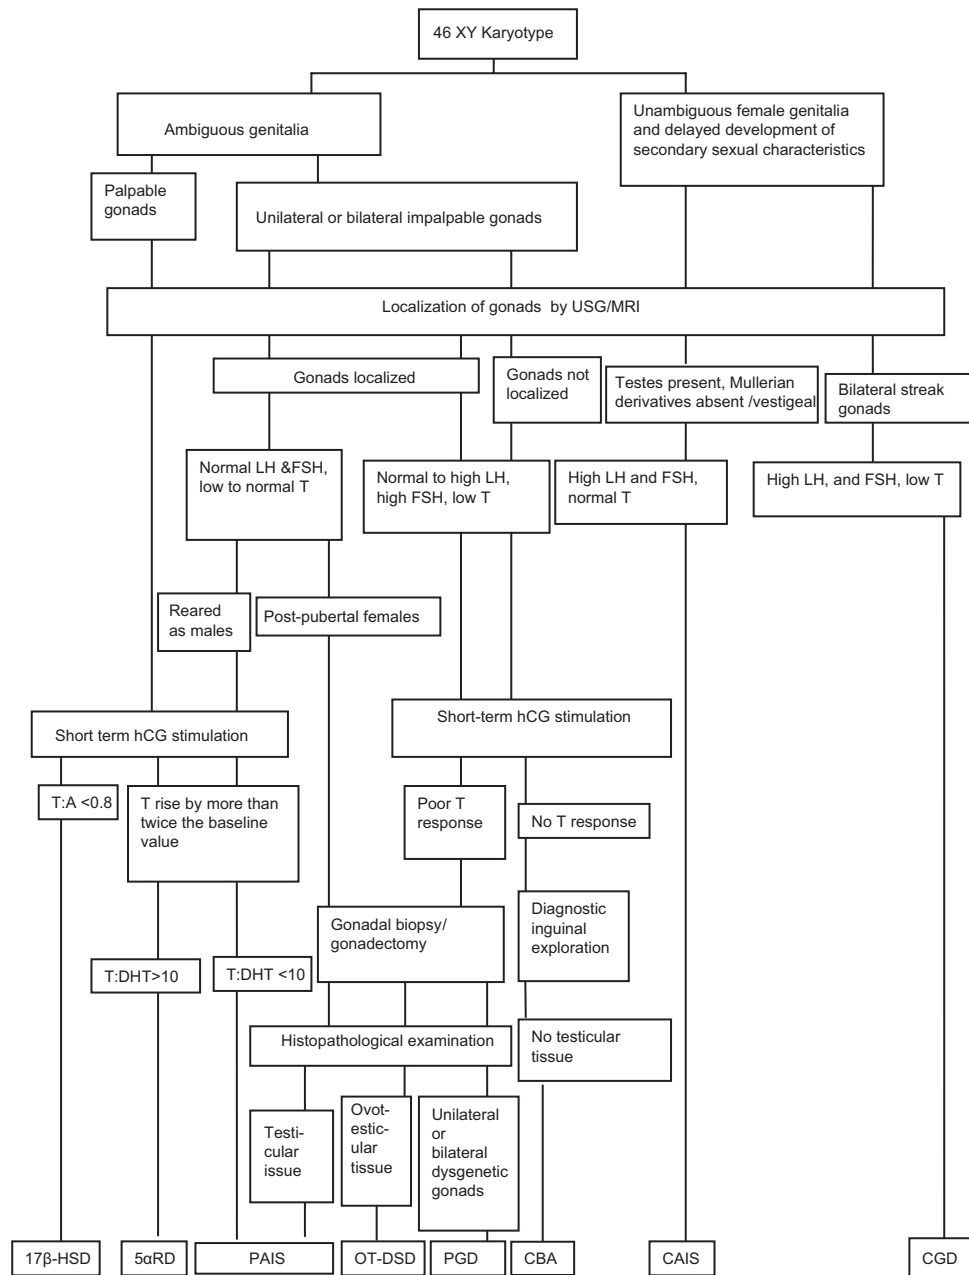 46 XY Karyotype
Ambiguous genitalia
Unambiguous female genitalia
and delayed development of
secondary sexual characteristics
Palpable
gonads
Unilateral or bilateral impalpable gonads
Localization of gonads by USG/MRI
Gonads localized
Gonads not
localized
Testes present, Mullerian
derivatives absent /vestigeal
Bilateral streak
gonads
Normal LH &FSH,
low to normal T
Normal to high LH,
high FSH, low T
High LH and FSH,
normal T
High LH, and FSH, low T
Reared
as males
Post-pubertal females
Short term hCG stimulation
Short-term hCG stimulation
T:A <0.8
T rise by more than
twice the baseline
value
Poor T
response
No T response
Gonadal biopsy/
gonadectomy
Diagnostic
inguinal
exploration
T:DHT>10
T:DHT <10
Histopathological examination
No testicular
tissue
Testi-
cular
issue
Ovot-
esticic-
ular
tissue
Unilateral
or
bilateral
dysgenetic
gonads
17β-HSD
5αRD
PAIS
OT-DSD
PGD
CBA
CAIS
CGD